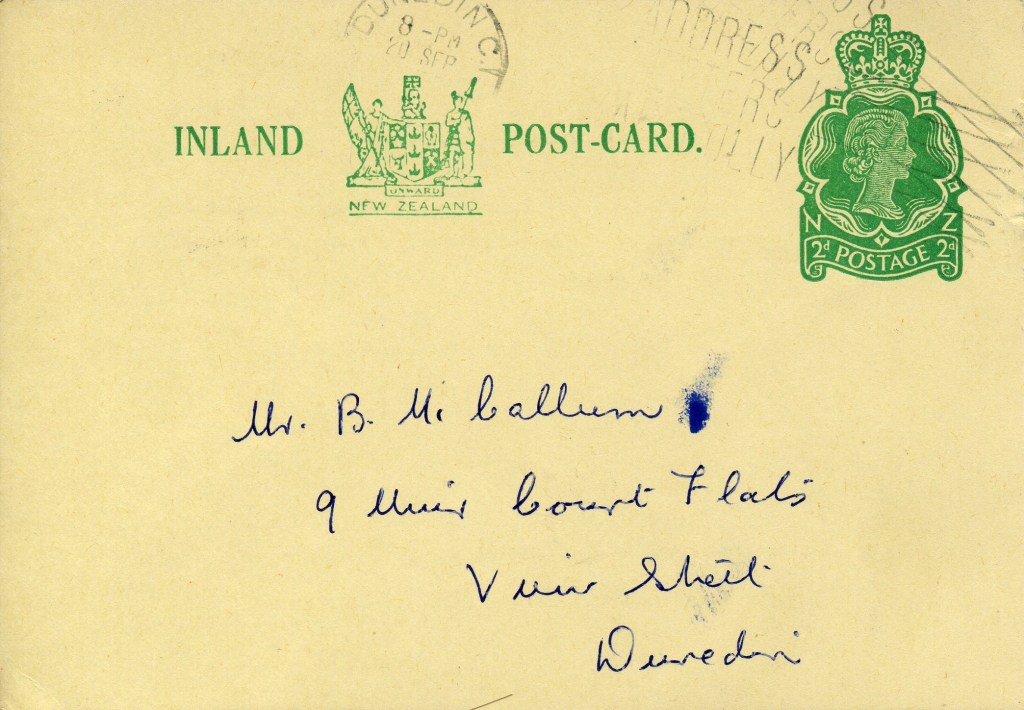 DUNEDIN C.
8 - PM
20 SEP
ADDRESS
INLAND POST-CARD.
ONWARD
NEW ZEALAND
N Z
2d POSTAGE 2d
Mr. B. McCallum
9 Muir Court Flats
View Street
Dunedin